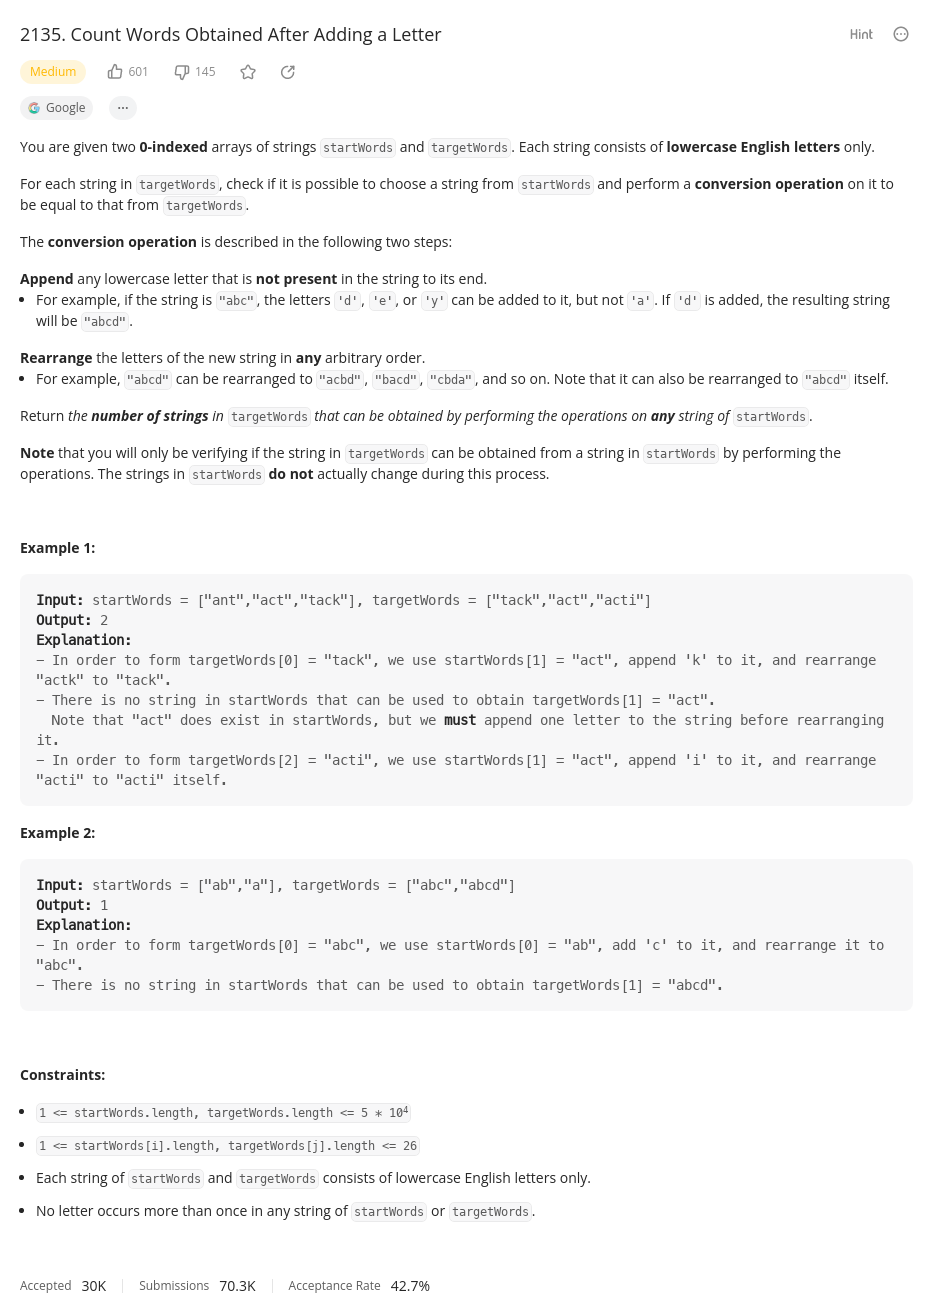 2135. Count Words Obtained After Adding a Letter
Hint
Medium
601
145
Google
...
You are given two 0-indexed arrays of strings startWords and targetWords. Each string consists of lowercase English letters only.
For each string in targetWords, check if it is possible to choose a string from startWords and perform a conversion operation on it to
be equal to that from targetWords.
The conversion operation is described in the following two steps:
Append any lowercase letter that is not present in the string to its end.
• For example, if the string is "abc", the letters 'd', 'e', or 'y' can be added to it, but not 'a'. If 'd' is added, the resulting string
will be "abcd".
Rearrange the letters of the new string in any arbitrary order.
• For example, "abcd" can be rearranged to "acbd", "bacd", "cbda", and so on. Note that it can also be rearranged to "abcd" itself.
Return the number of strings in targetWords that can be obtained by performing the operations on any string of startWords.
Note that you will only be verifying if the string in targetWords can be obtained from a string in startWords by performing the
operations. The strings in startWords do not actually change during this process.
Example 1:
Input: startWords = ["ant","act","tack"], targetWords = ["tack","act","acti"]
Output: 2
Explanation:
– In order to form targetWords[0] = "tack", we use startWords[1] = "act", append 'k' to it, and rearrange
"actk" to "tack".
– There is no string in startWords that can be used to obtain targetWords[1] = "act".
Note that "act" does exist in startWords, but we must append one letter to the string before rearranging
it.
– In order to form targetWords[2] = "acti", we use startWords[1] = "act", append 'i' to it, and rearrange
"acti" to "acti" itself.
Example 2:
Input: startWords = ["ab","a"], targetWords = ["abc","abcd"]
Output: 1
Explanation:
– In order to form targetWords[0] = "abc", we use startWords[0] = "ab", add 'c' to it, and rearrange it to
"abc".
– There is no string in startWords that can be used to obtain targetWords[1] = "abcd".
Constraints:
• 1 <= startWords.length, targetWords.length <= 5 * 10⁴
• 1 <= startWords[i].length, targetWords[j].length <= 26
• Each string of startWords and targetWords consists of lowercase English letters only.
• No letter occurs more than once in any string of startWords or targetWords.
Accepted 30K Submissions 70.3K Acceptance Rate 42.7%